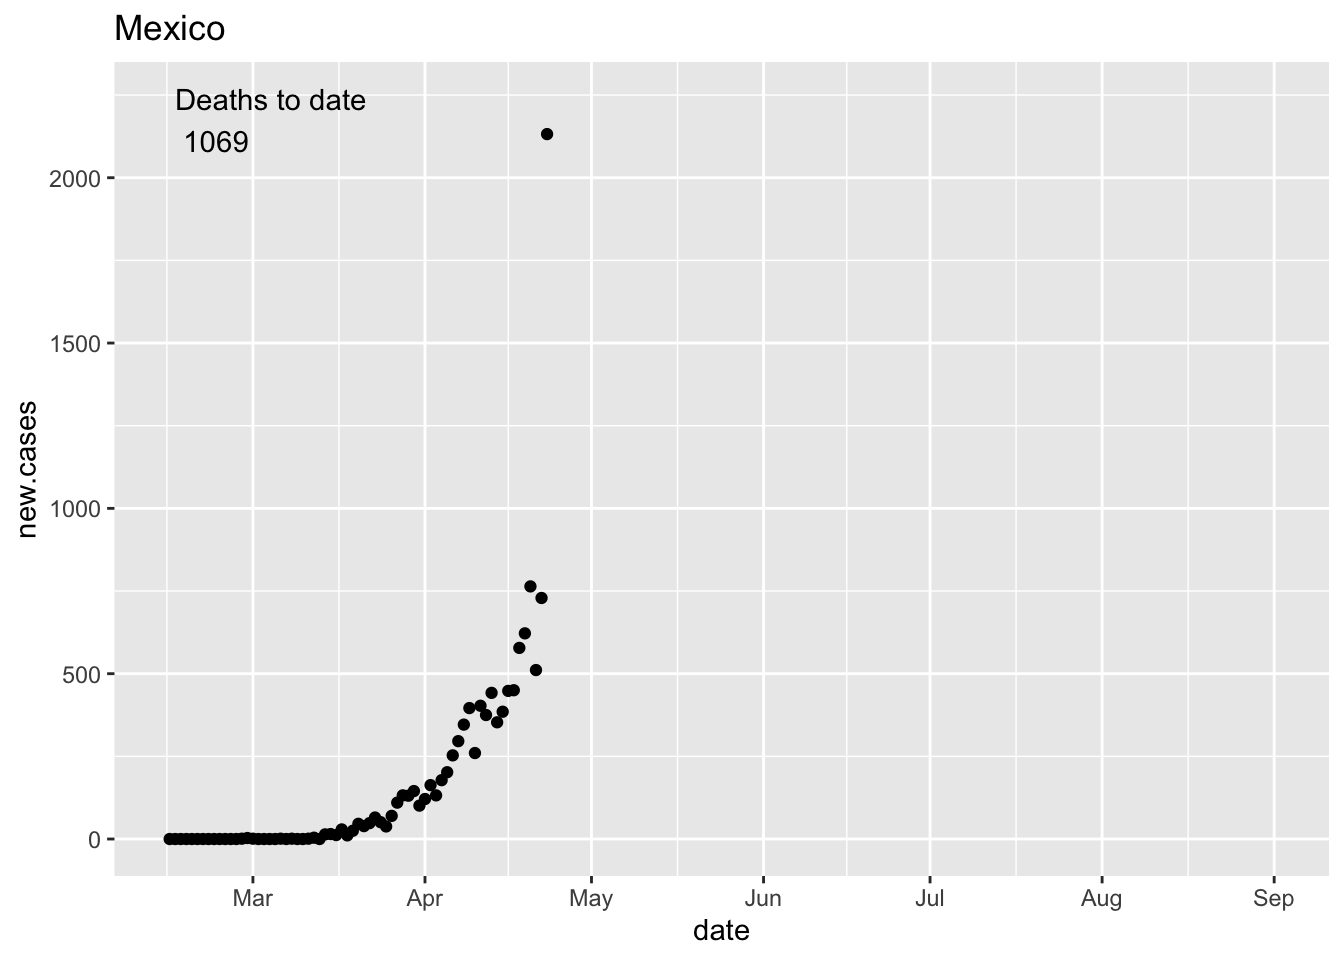 Mexico
Deaths to date
1069
2000
1500
1000
500
0
new.cases
Mar Apr May Jun Jul Aug Sep
date